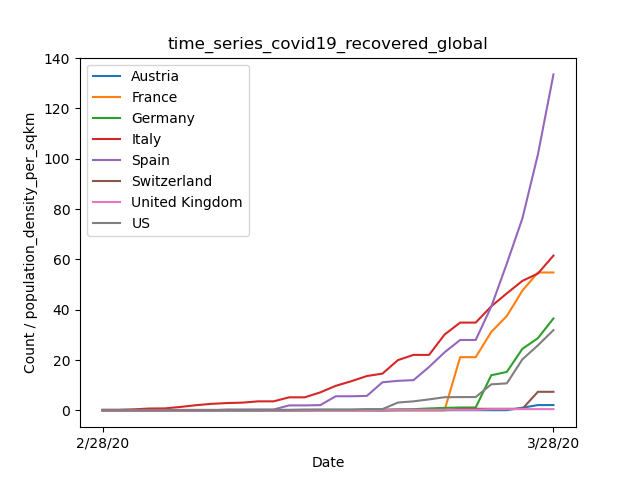 time_series_covid19_recovered_global
Count / population_density_per_sqkm
140
120
100
80
60
40
20
0
Austria
France
Germany
Italy
Spain
Switzerland
United Kingdom
US
2/28/20
3/28/20
Date